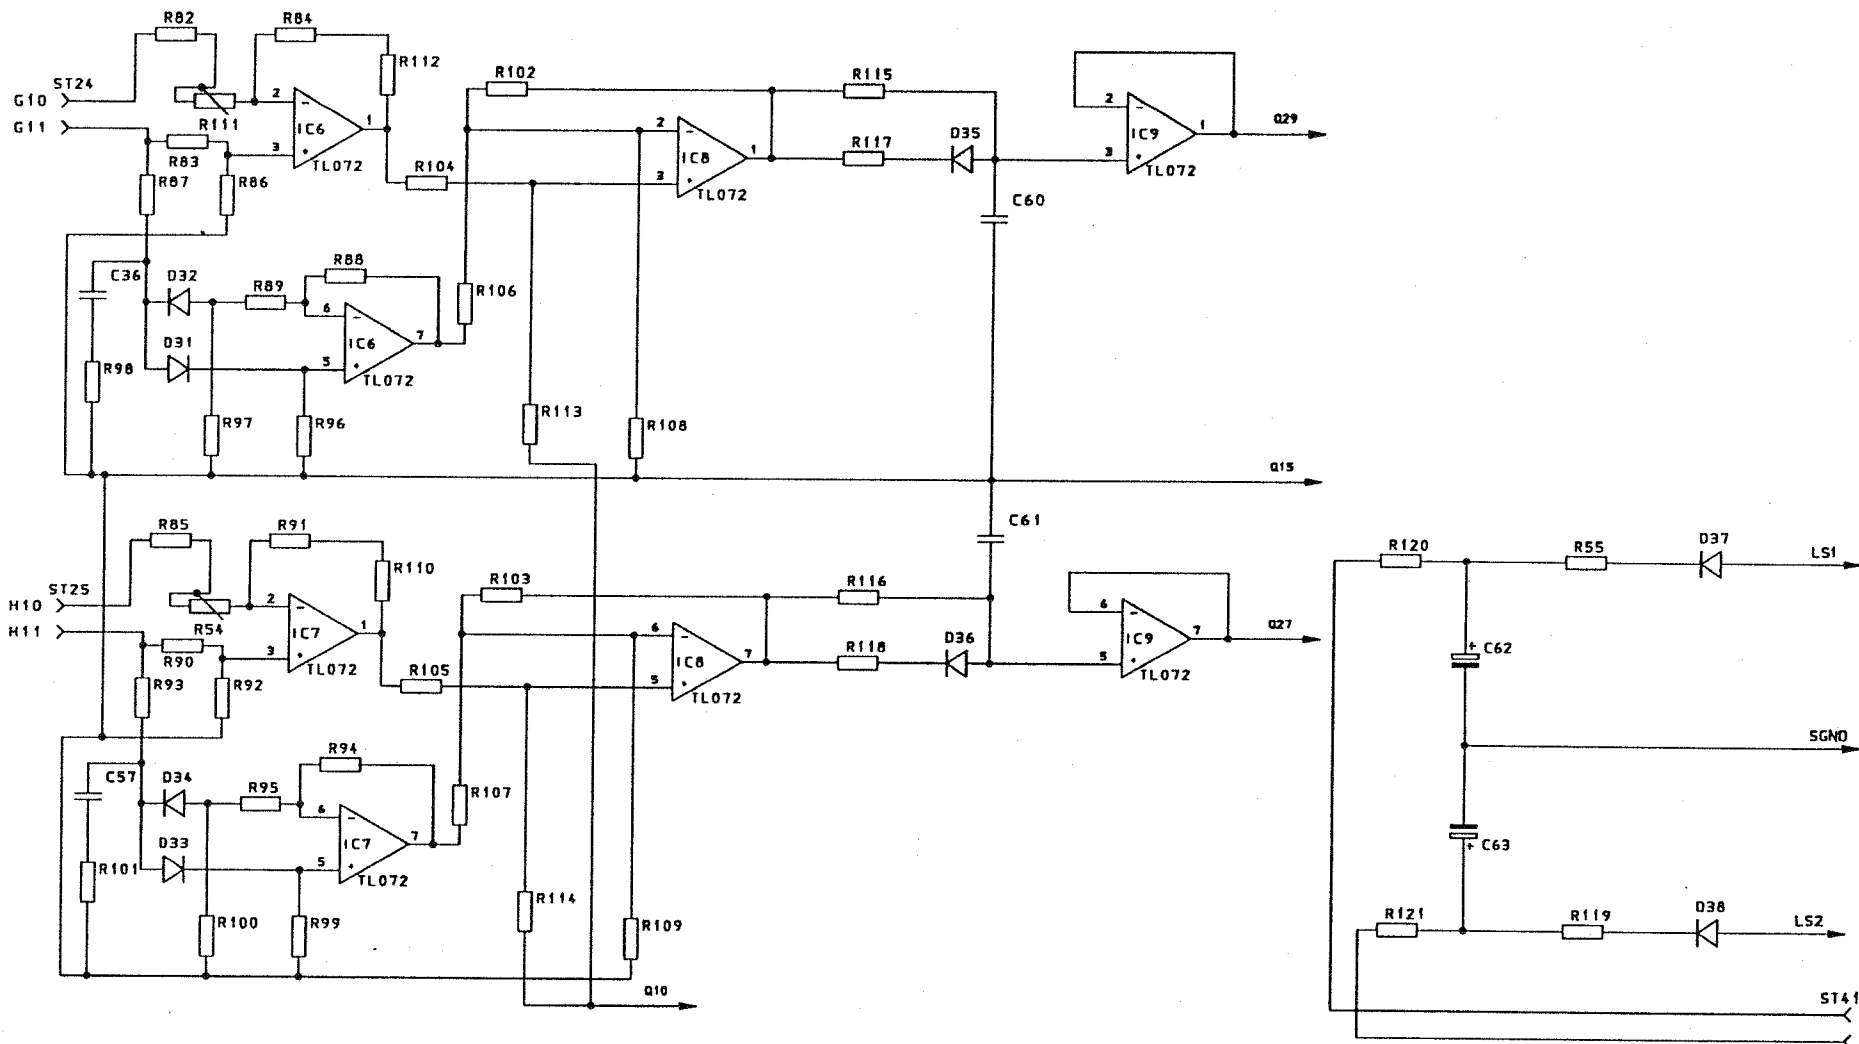 R82
R84
R112
ST24
G10
G11
R111
2
-
3
+
IC6
1
TL072
R83
R87
R86
R102
R104
2
-
3
+
IC8
1
TL072
R115
R117
D35
2
-
3
+
IC9
1
TL072
Q29
C60
C36
D32
R89
R88
R106
6
-
5
+
IC6
7
TL072
D31
R98
R97
R96
R113
R108
Q15
R85
R91
R110
ST25
H10
H11
R54
2
-
3
+
IC7
1
TL072
R90
R93
R92
R103
R105
6
-
5
+
IC8
7
TL072
C61
R116
R118
D36
6
-
5
+
IC9
7
TL072
Q27
R120
R55
D37
LS1
+
C62
SGND
+
C63
R121
R119
D38
LS2
ST41
C57
D34
R95
R94
R107
6
-
5
+
IC7
7
TL072
D33
R101
R100
R99
R114
R109
Q10